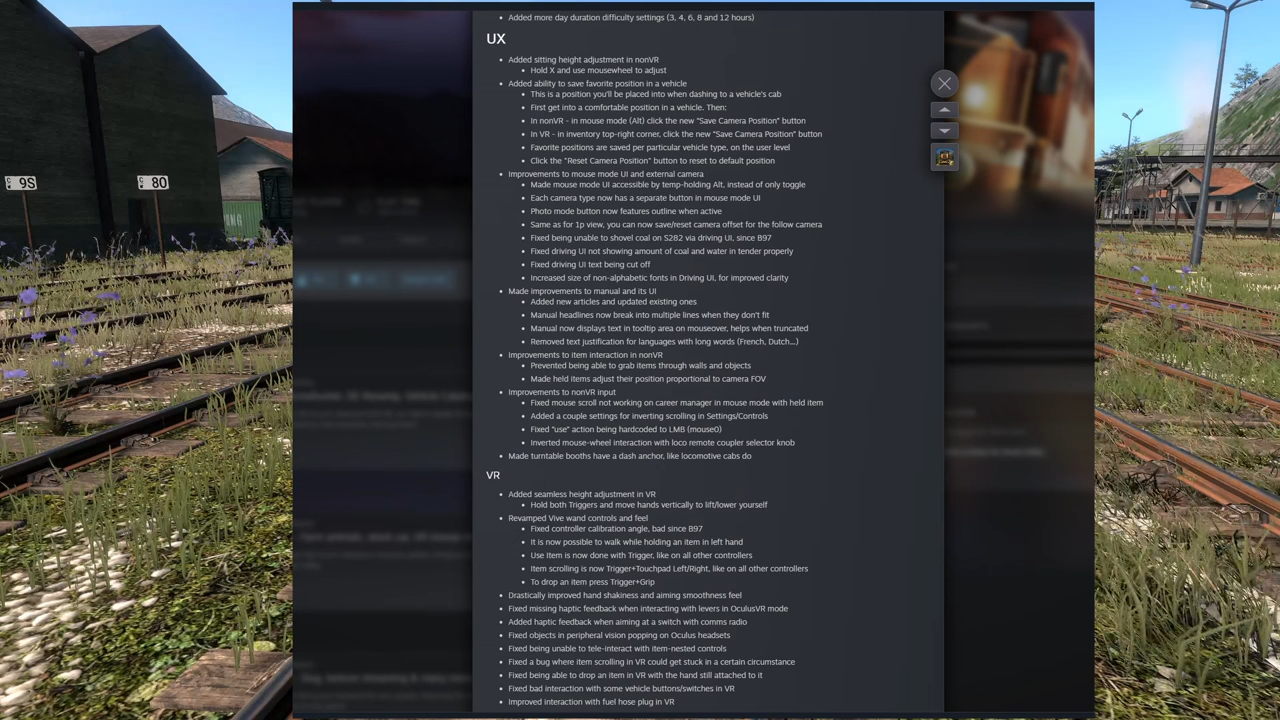 Added more day duration difficulty settings (3, 4, 6, 8 and 12 hours)
UX
Added sitting height adjustment in nonVR
Hold X and use mousewheel to adjust
Added ability to save favorite position in a vehicle
This is a position you'll be placed into when dashing to a vehicle's cab
First get into a comfortable position in a vehicle. Then:
In nonVR - in mouse mode (Alt) click the new "Save Camera Position" button
In VR - in inventory top-right corner, click the new "Save Camera Position" button
Favorite positions are saved per particular vehicle type, on the user level
Click the "Reset Camera Position" button to reset to default position
Improvements to mouse mode UI and external camera
Made mouse mode UI accessible by temp-holding Alt, instead of only toggle
Each camera type now has a separate button in mouse mode UI
Photo mode button now features outline when active
Same as for 1p view, you can now save/reset camera offset for the follow camera
Fixed being unable to shovel coal on S282 via driving UI, since B97
Fixed driving UI not showing amount of coal and water in tender properly
Fixed driving UI text being cut off
Increased size of non-alphabetic fonts in Driving UI, for improved clarity
Made improvements to manual and its UI
Added new articles and updated existing ones
Manual headlines now break into multiple lines when they don't fit
Manual now displays text in tooltip area on mouseover, helps when truncated
Removed text justification for languages with long words (French, Dutch...)
Improvements to item interaction in nonVR
Prevented being able to grab items through walls and objects
Made held items adjust their position proportional to camera FOV
Improvements to nonVR input
Fixed mouse scroll not working on career manager in mouse mode with held item
Added a couple settings for inverting scrolling in Settings/Controls
Fixed "use" action being hardcoded to LMB (mouse0)
Inverted mouse-wheel interaction with loco remote coupler selector knob
Made turntable booths have a dash anchor, like locomotive cabs do
VR
Added seamless height adjustment in VR
Hold both Triggers and move hands vertically to lift/lower yourself
Revamped Vive wand controls and feel
Fixed controller calibration angle, bad since B97
It is now possible to walk while holding an item in left hand
Use Item is now done with Trigger, like on all other controllers
Item scrolling is now Trigger+Touchpad Left/Right, like on all other controllers
To drop an item press Trigger+Grip
Drastically improved hand shakiness and aiming smoothness feel
Fixed missing haptic feedback when interacting with levers in OculusVR mode
Added haptic feedback when aiming at a switch with comms radio
Fixed objects in peripheral vision popping on Oculus headsets
Fixed being unable to tele-interact with item-nested controls
Fixed a bug where item scrolling in VR could get stuck in a certain circumstance
Fixed being able to drop an item in VR with the hand still attached to it
Fixed bad interaction with some vehicle buttons/switches in VR
Improved interaction with fuel hose plug in VR
9S
80